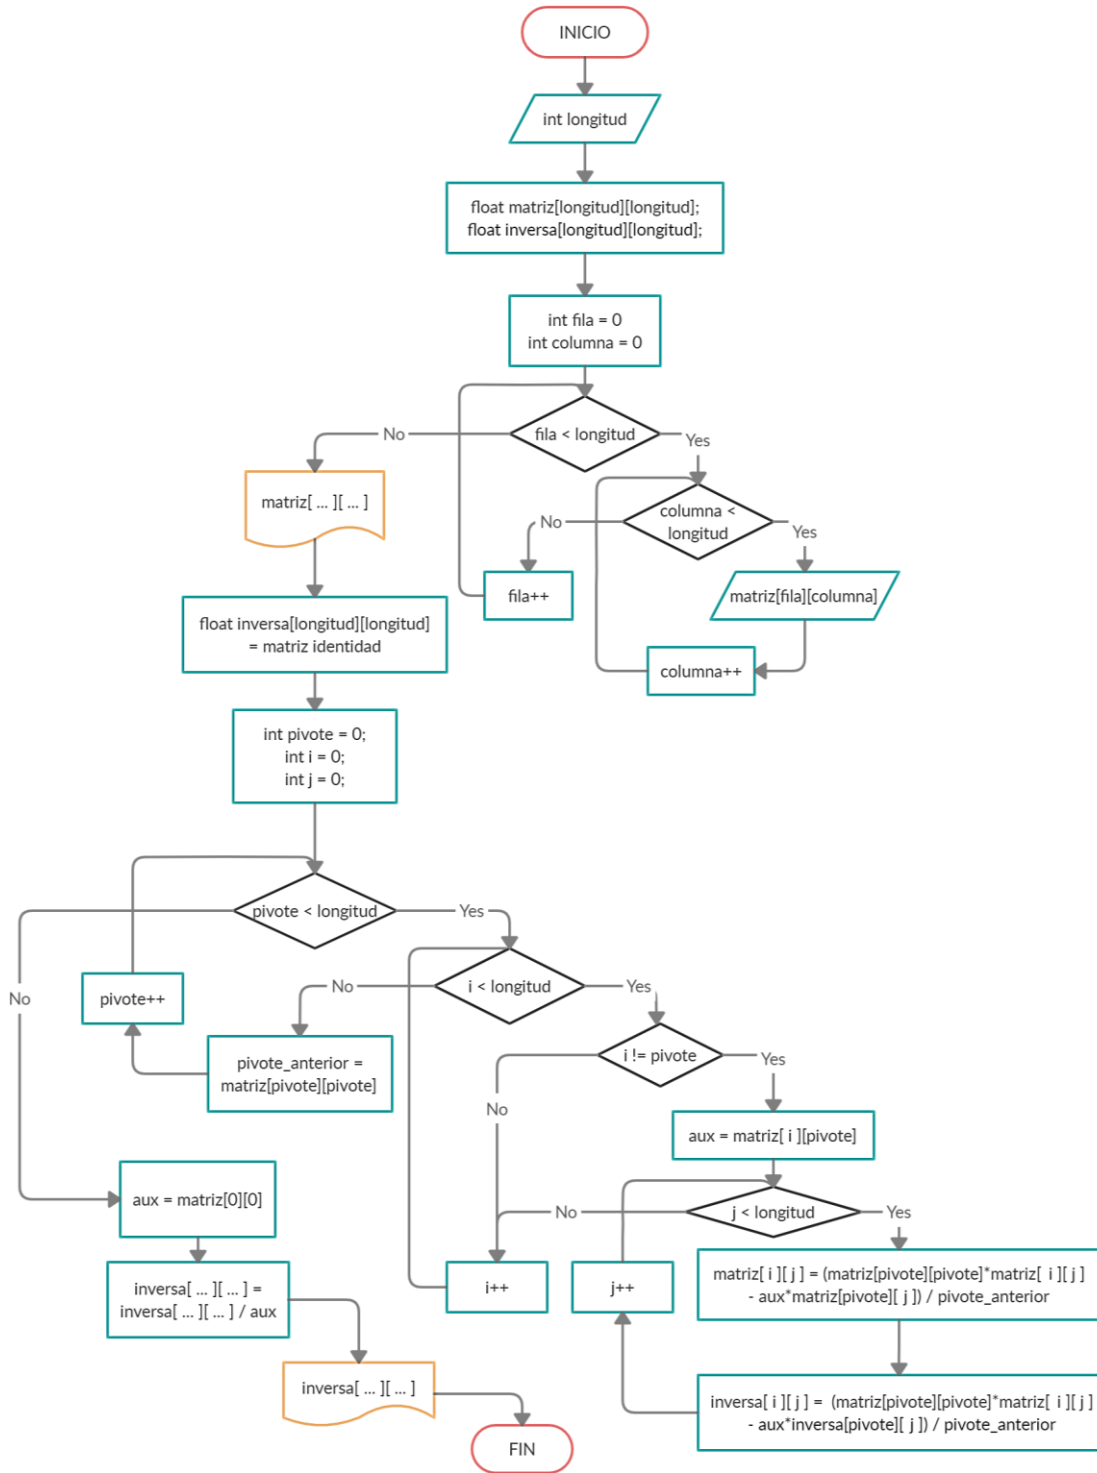 INICIO
int longitud
float matriz[longitud][longitud];
float inversa[longitud][longitud];
int fila = 0
int columna = 0
fila < longitud
No
Yes
matriz[ ... ][ ... ]
columna <
longitud
No
Yes
fila++
matriz[fila][columna]
columna++
float inversa[longitud][longitud]
= matriz identidad
int pivote = 0;
int i = 0;
int j = 0;
pivote < longitud
Yes
No
pivote++
i < longitud
No
Yes
pivote_anterior =
matriz[pivote][pivote]
i != pivote
Yes
No
aux = matriz[ i ][pivote]
j < longitud
No
Yes
i++
j++
matriz[ i ][ j ] = (matriz[pivote][pivote]*matriz[ i ][ j ]
- aux*matriz[pivote][ j ]) / pivote_anterior
inversa[ i ][ j ] = (matriz[pivote][pivote]*matriz[ i ][ j ]
- aux*inversa[pivote][ j ]) / pivote_anterior
aux = matriz[0][0]
inversa[ ... ][ ... ] =
inversa[ ... ][ ... ] / aux
inversa[ ... ][ ... ]
FIN